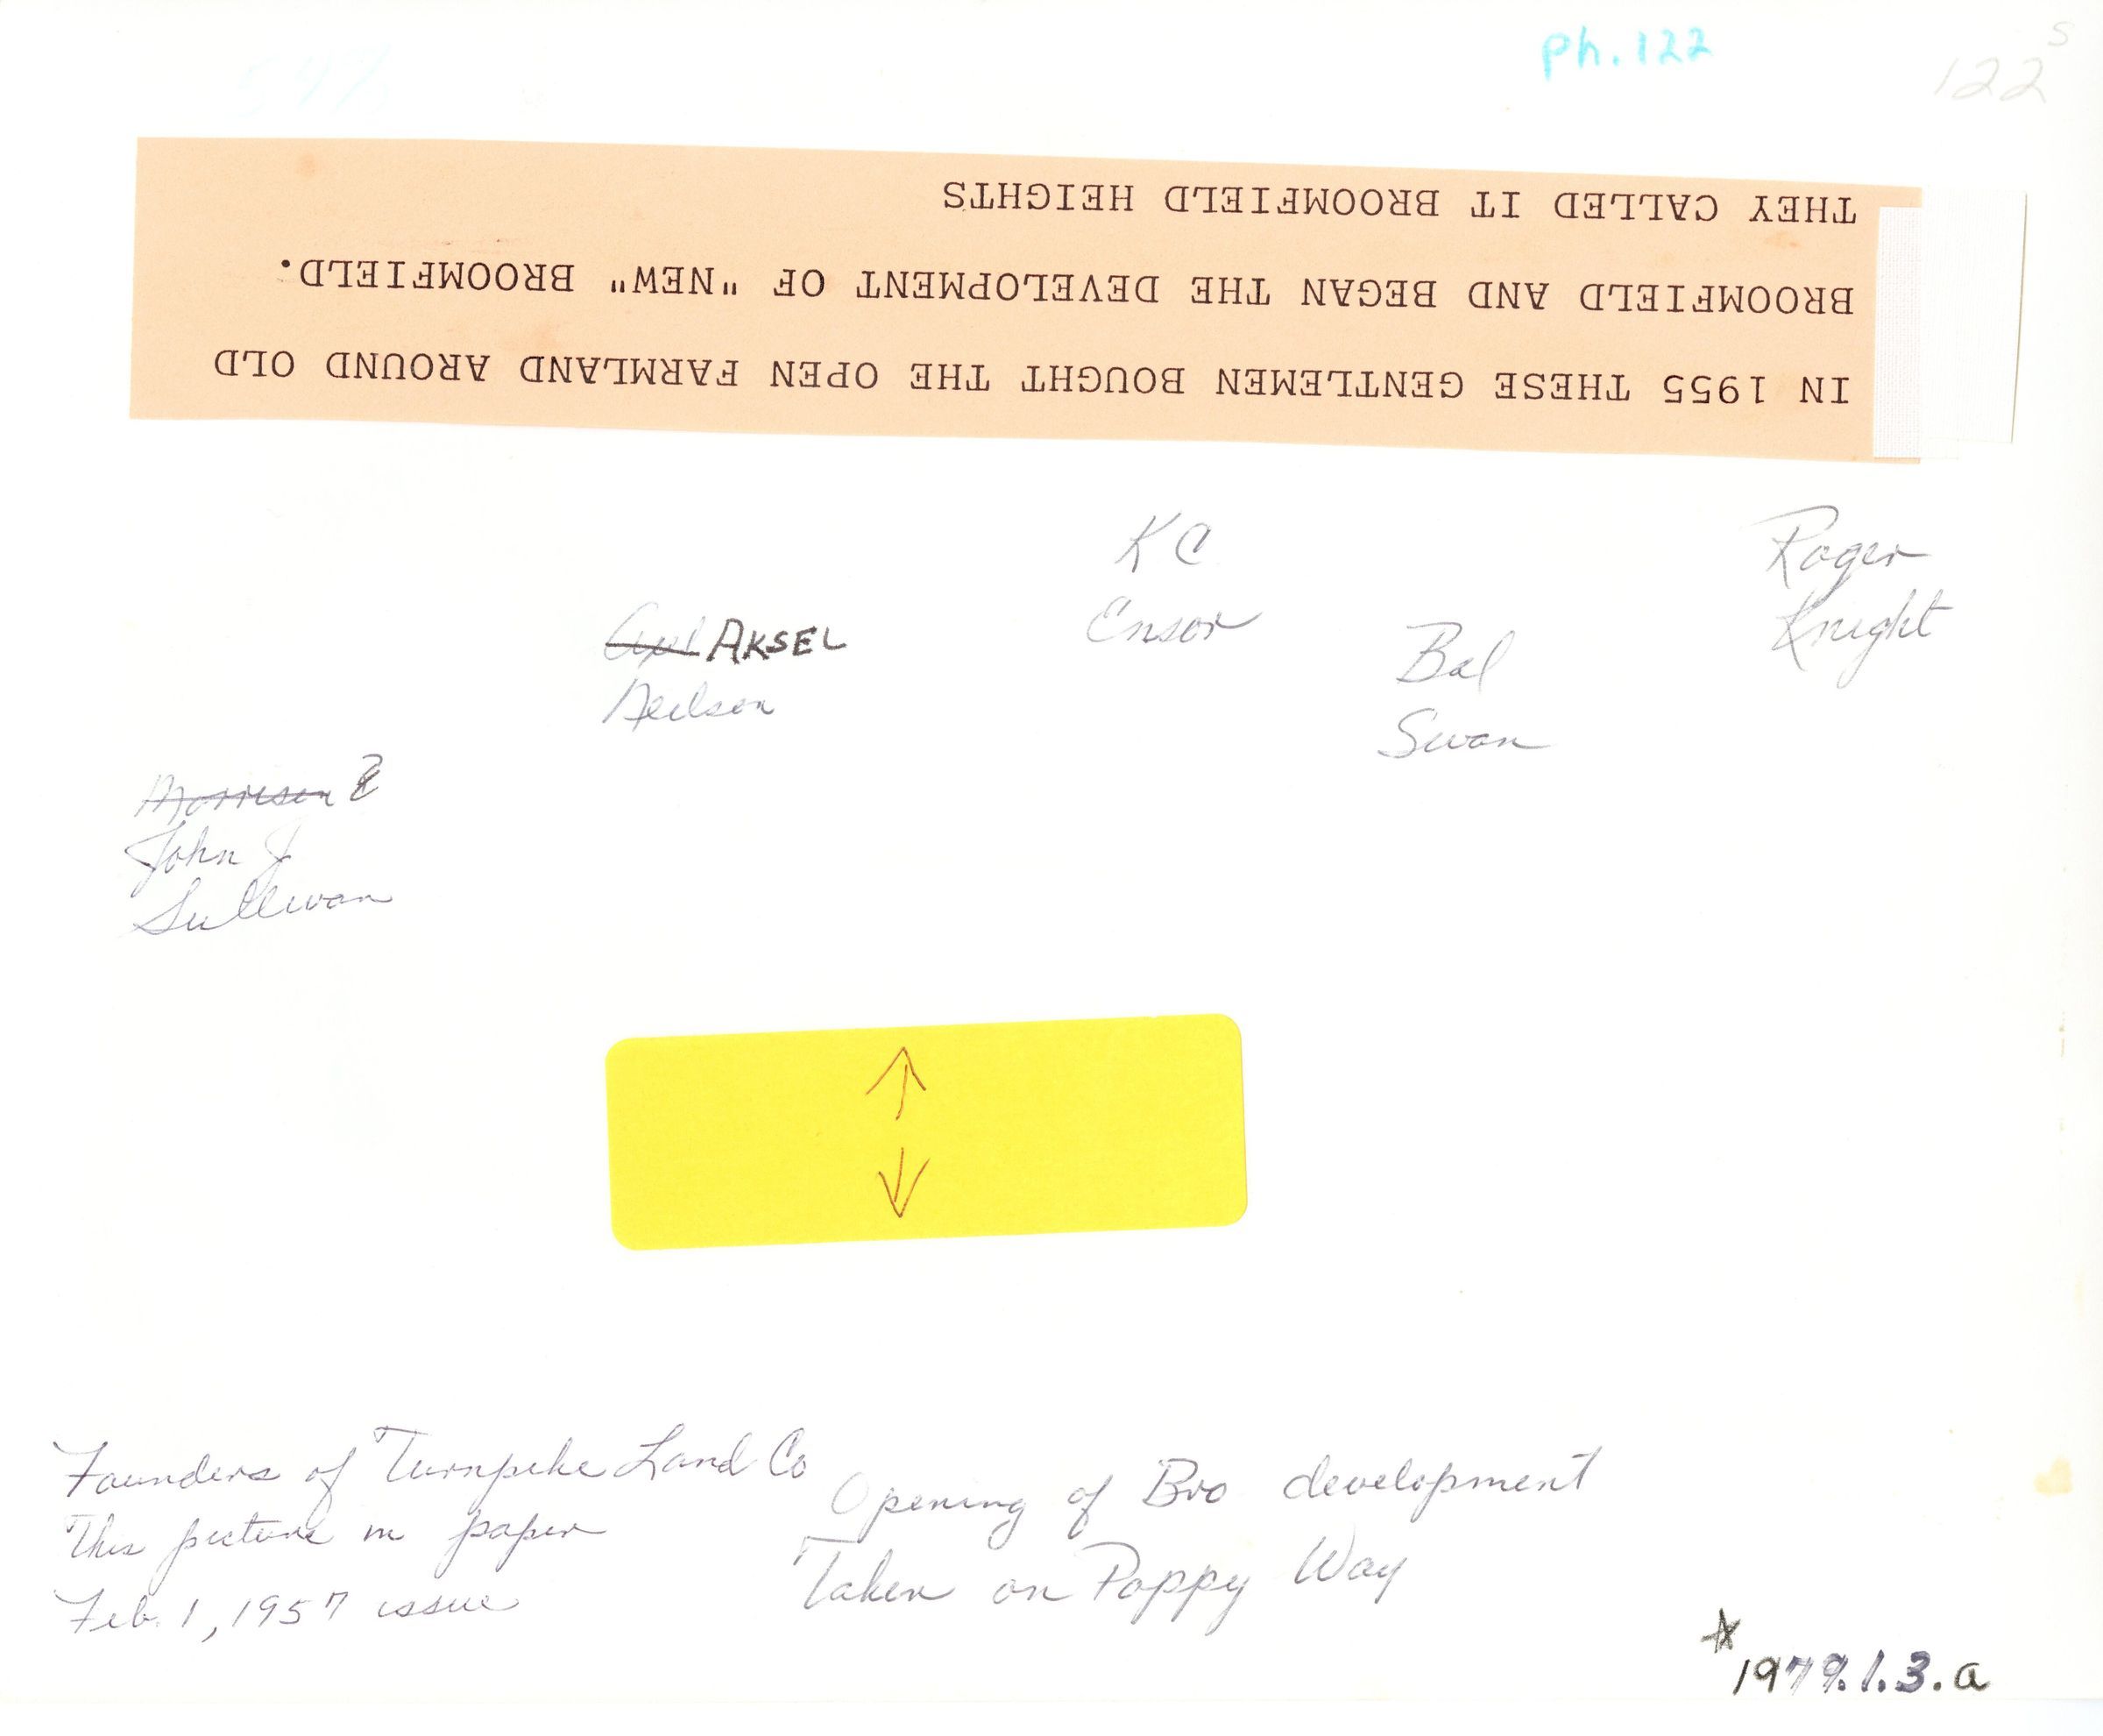 Ph. 122
122 S
IN 1955 THESE GENTLEMEN BOUGHT THE OPEN FARMLAND AROUND OLD
BROOMFIELD AND BEGAN THE DEVELOPMENT OF "NEW" BROOMFIELD.
THEY CALLED IT BROOMFIELD HEIGHTS
K C
Ensor
Roger
Knight
Axel AKSEL
Neilson
Bal
Swan
Morrison ?
John J
Sullivan
Founders of Turnpike Land Co
This picture in paper
Feb. 1, 1957 issue
Opening of Bro development
Taken on Poppy Way
1979.1.3.a